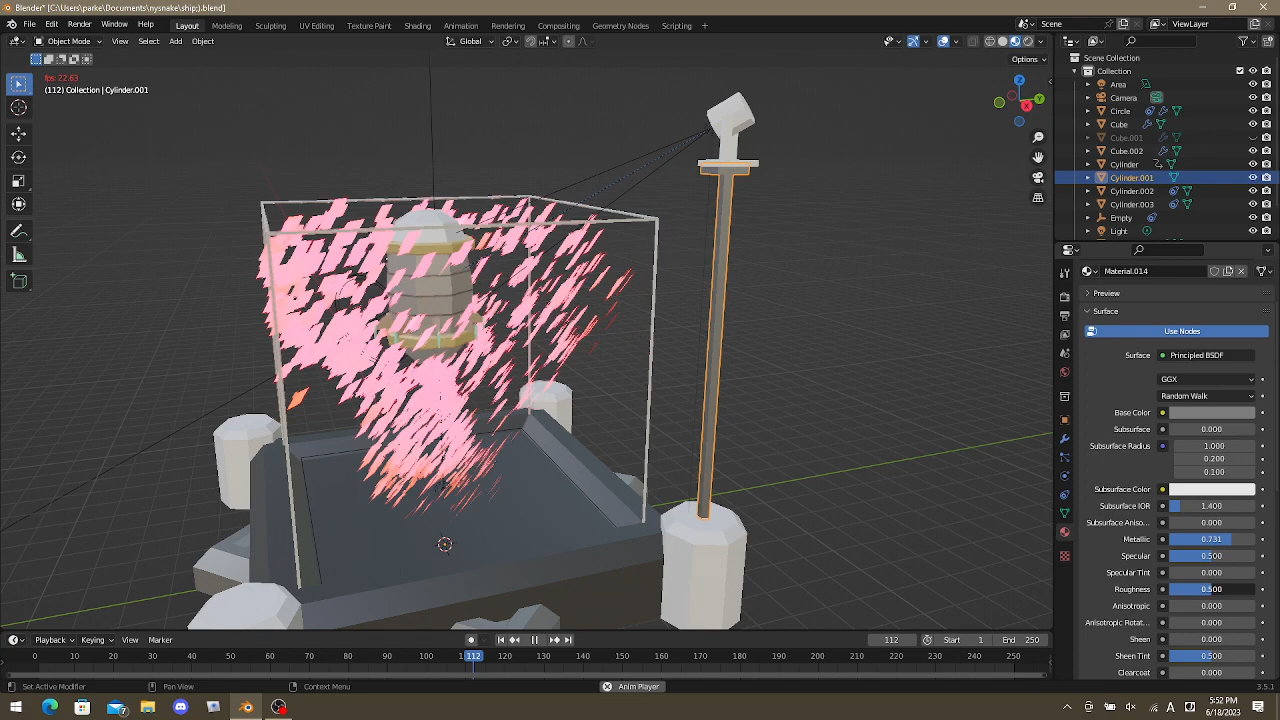 Blender* [C:\Users\parke\nysnake\ship;).blend]
File Edit Render Window Help Layout Modeling Sculpting UV Editing Texture Paint Shading Animation Rendering Compositing Geometry Nodes Scripting + Scene ViewLayer
Object Mode View Select Add Object Global
Options
fps: 22.63
(112) Collection | Cylinder.001
Z
Y
X
Scene Collection
Collection
Area
Camera
Circle
Cube
Cube.001
Cube.002
Cylinder
Cylinder.001
Cylinder.002
Cylinder.003
Empty
Light
Material.014
Preview
Surface
Use Nodes
Surface Principled BSDF
GGX
Random Walk
Base Color
Subsurface 0.000
Subsurface Radius 1.000
0.200
0.100
Subsurface Color
Subsurface IOR 1.400
Subsurface Aniso... 0.000
Metallic 0.731
Specular 0.500
Specular Tint 0.000
Roughness 0.500
Anisotropic 0.000
Anisotropic Rotat.. 0.000
Sheen 0.000
Sheen Tint 0.500
Clearcoat 0.000
Playback Keying View Marker 112 Start 1 End 250
0 10 20 30 40 50 60 70 80 90 100 112 120 130 140 150 160 170 180 190 200 210 220 230 240 250
Set Active Modifier Pan View Context Menu Anim Player 3.5.1
7
A
5:52 PM
6/18/2023